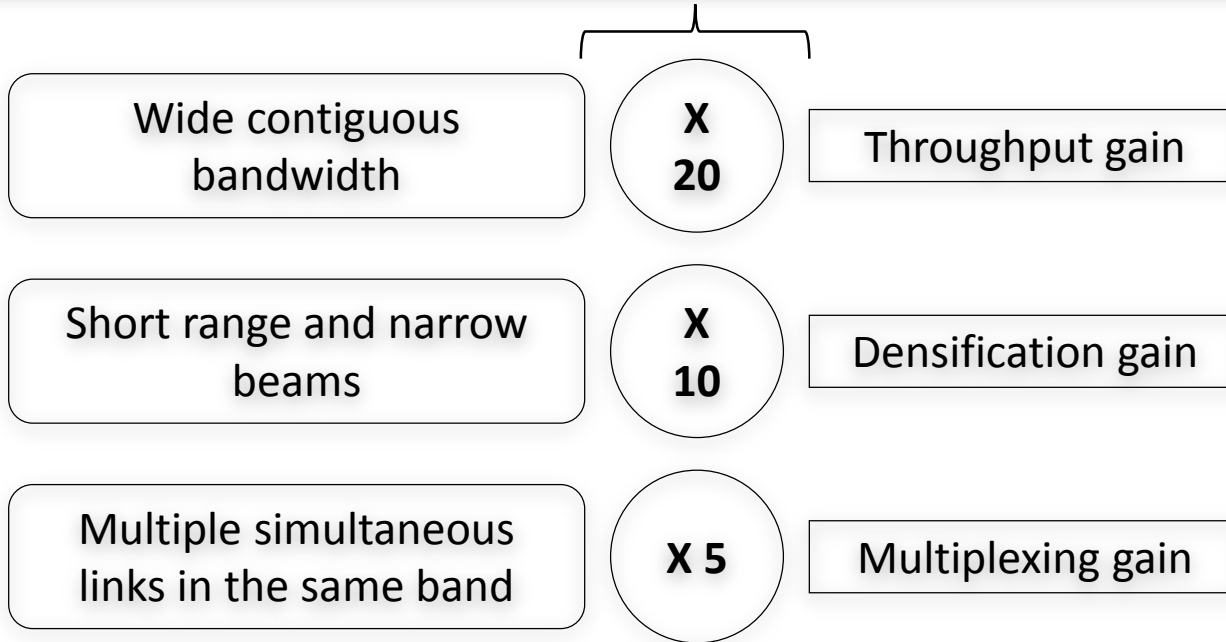 Wide contiguous
bandwidth
X
20
Throughput gain
Short range and narrow
beams
X
10
Densification gain
Multiple simultaneous
links in the same band
X 5
Multiplexing gain